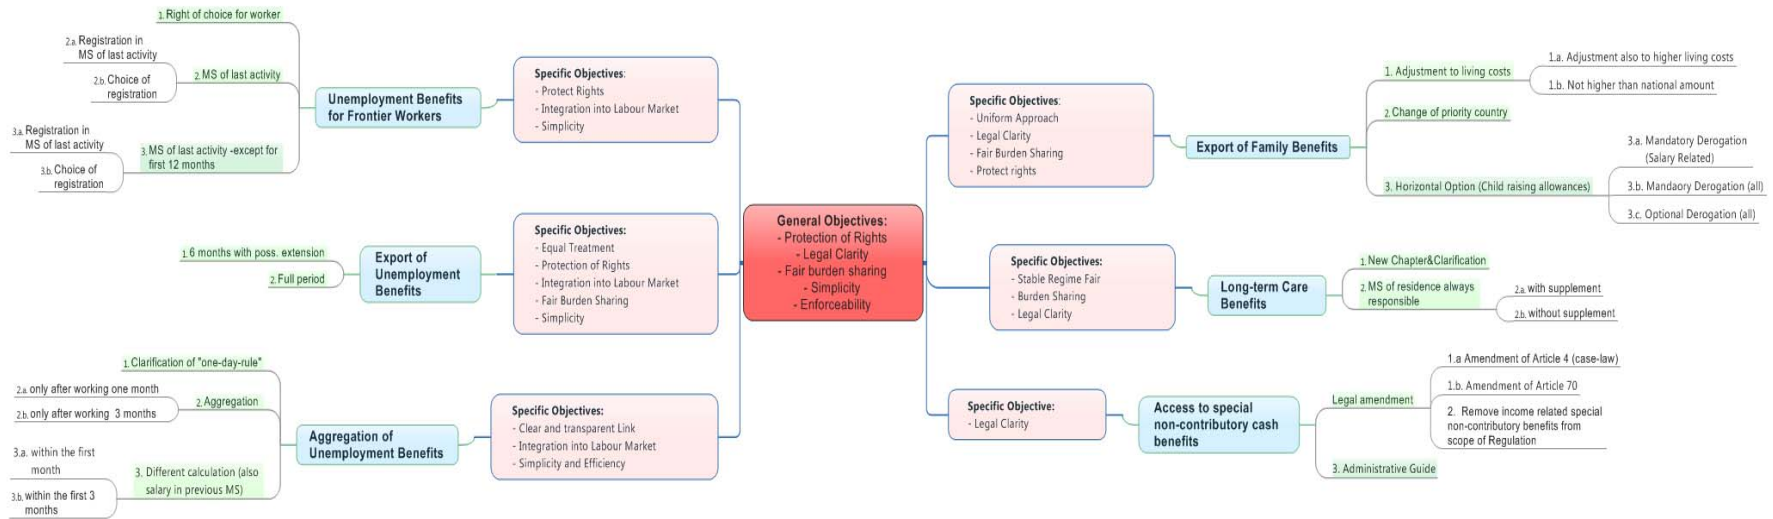 1. Right of choice for worker
2.a. Registration in
MS of last activity
2.b. Choice of
registration
2. MS of last activity
3.a. Registration in
MS of last activity
3.b. Choice of
registration
3. MS of last activity -except for
first 12 months
Unemployment Benefits
for Frontier Workers
Specific Objectives:
- Protect Rights
- Integration into Labour Market
- Simplicity
1. 6 months with poss. extension
2. Full period
Export of
Unemployment
Benefits
Specific Objectives:
- Equal Treatment
- Protection of Rights
- Integration into Labour Market
- Fair Burden Sharing
- Simplicity
1. Clarification of "one-day-rule"
2.a. only after working one month
2.b. only after working 3 months
2. Aggregation
3.a. within the first
month
3.b. within the first 3
months
3. Different calculation (also
salary in previous MS)
Aggregation of
Unemployment Benefits
Specific Objectives:
- Clear and transparent Link
- Integration into Labour Market
- Simplicity and Efficiency
General Objectives:
- Protection of Rights
- Legal Clarity
- Fair burden sharing
- Simplicity
- Enforceability
Specific Objectives:
- Uniform Approach
- Legal Clarity
- Fair Burden Sharing
- Protect rights
Export of Family Benefits
1. Adjustment to living costs
1.a. Adjustment also to higher living costs
1.b. Not higher than national amount
2. Change of priority country
3. Horizontal Option (Child raising allowances)
3.a. Mandatory Derogation
(Salary Related)
3.b. Mandaory Derogation (all)
3.c. Optional Derogation (all)
Specific Objectives:
- Stable Regime Fair
- Burden Sharing
- Legal Clarity
Long-term Care
Benefits
1. New Chapter&Clarification
2. MS of residence always
responsible
2.a. with supplement
2.b. without supplement
Specific Objective:
- Legal Clarity
Access to special
non-contributory cash
benefits
Legal amendment
1.a Amendment of Article 4 (case-law)
1.b. Amendment of Article 70
2. Remove income related special
non-contributory benefits from
scope of Regulation
3. Administrative Guide